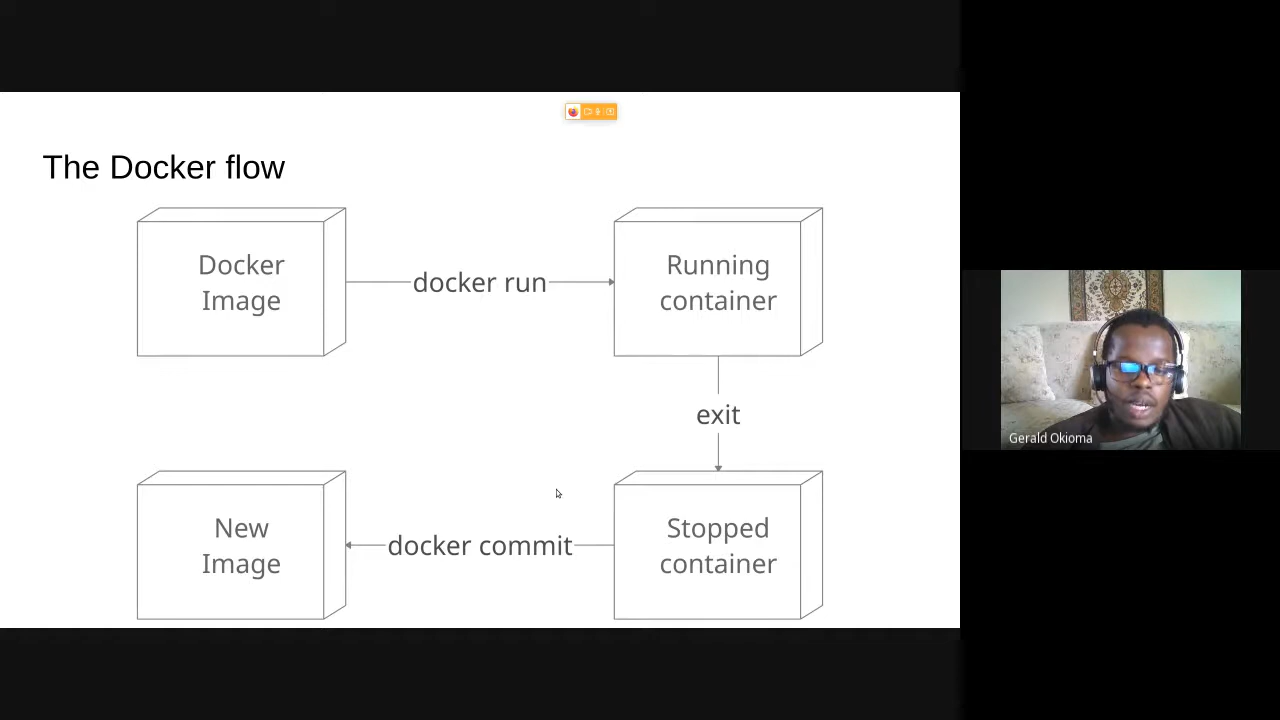 The Docker flow
Docker
Image
docker run
Running
container
exit
Stopped
container
docker commit
New
Image
Gerald Okioma